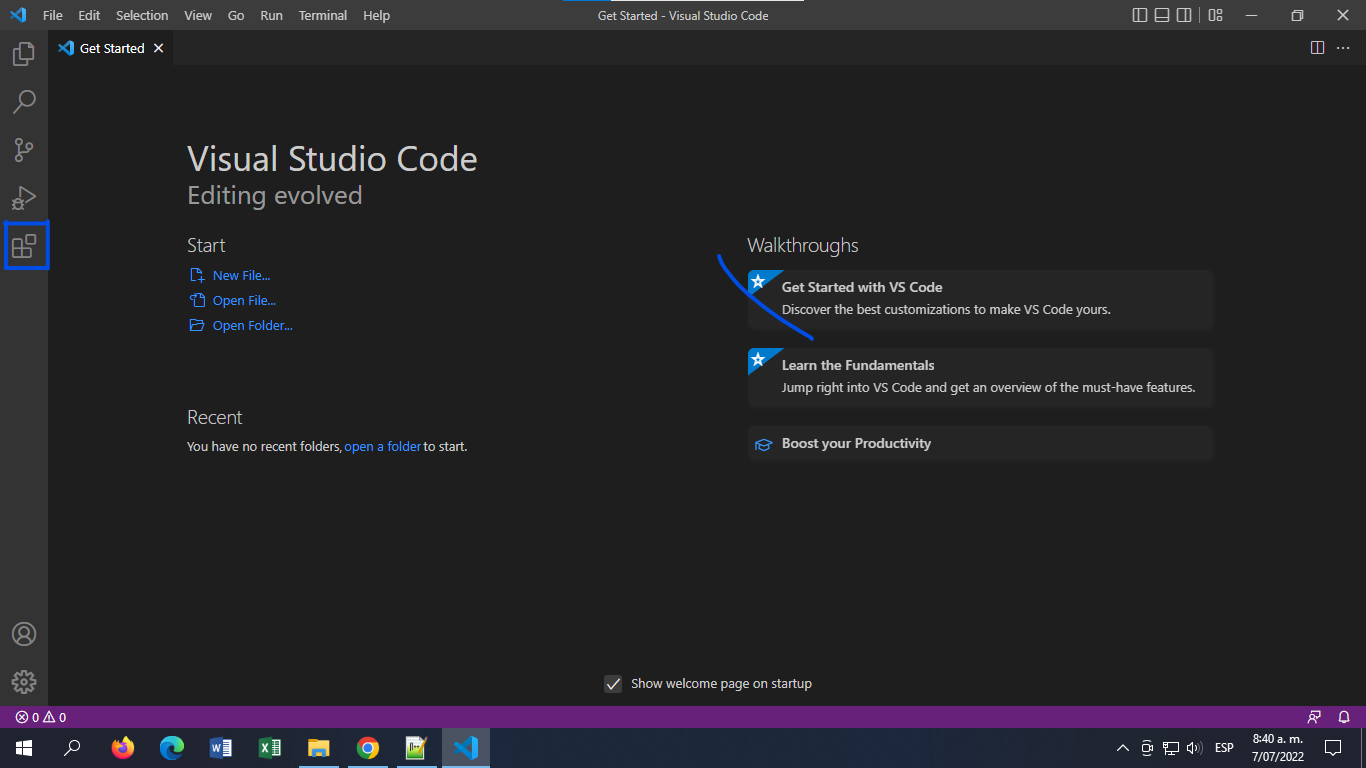 File Edit Selection View Go Run Terminal Help
Get Started - Visual Studio Code
Get Started
Visual Studio Code
Editing evolved
Start
New File...
Open File...
Open Folder...
Recent
You have no recent folders, open a folder to start.
Walkthroughs
Get Started with VS Code
Discover the best customizations to make VS Code yours.
Learn the Fundamentals
Jump right into VS Code and get an overview of the must-have features.
Boost your Productivity
Show welcome page on startup
0 0
ESP
8:40 a. m.
7/07/2022